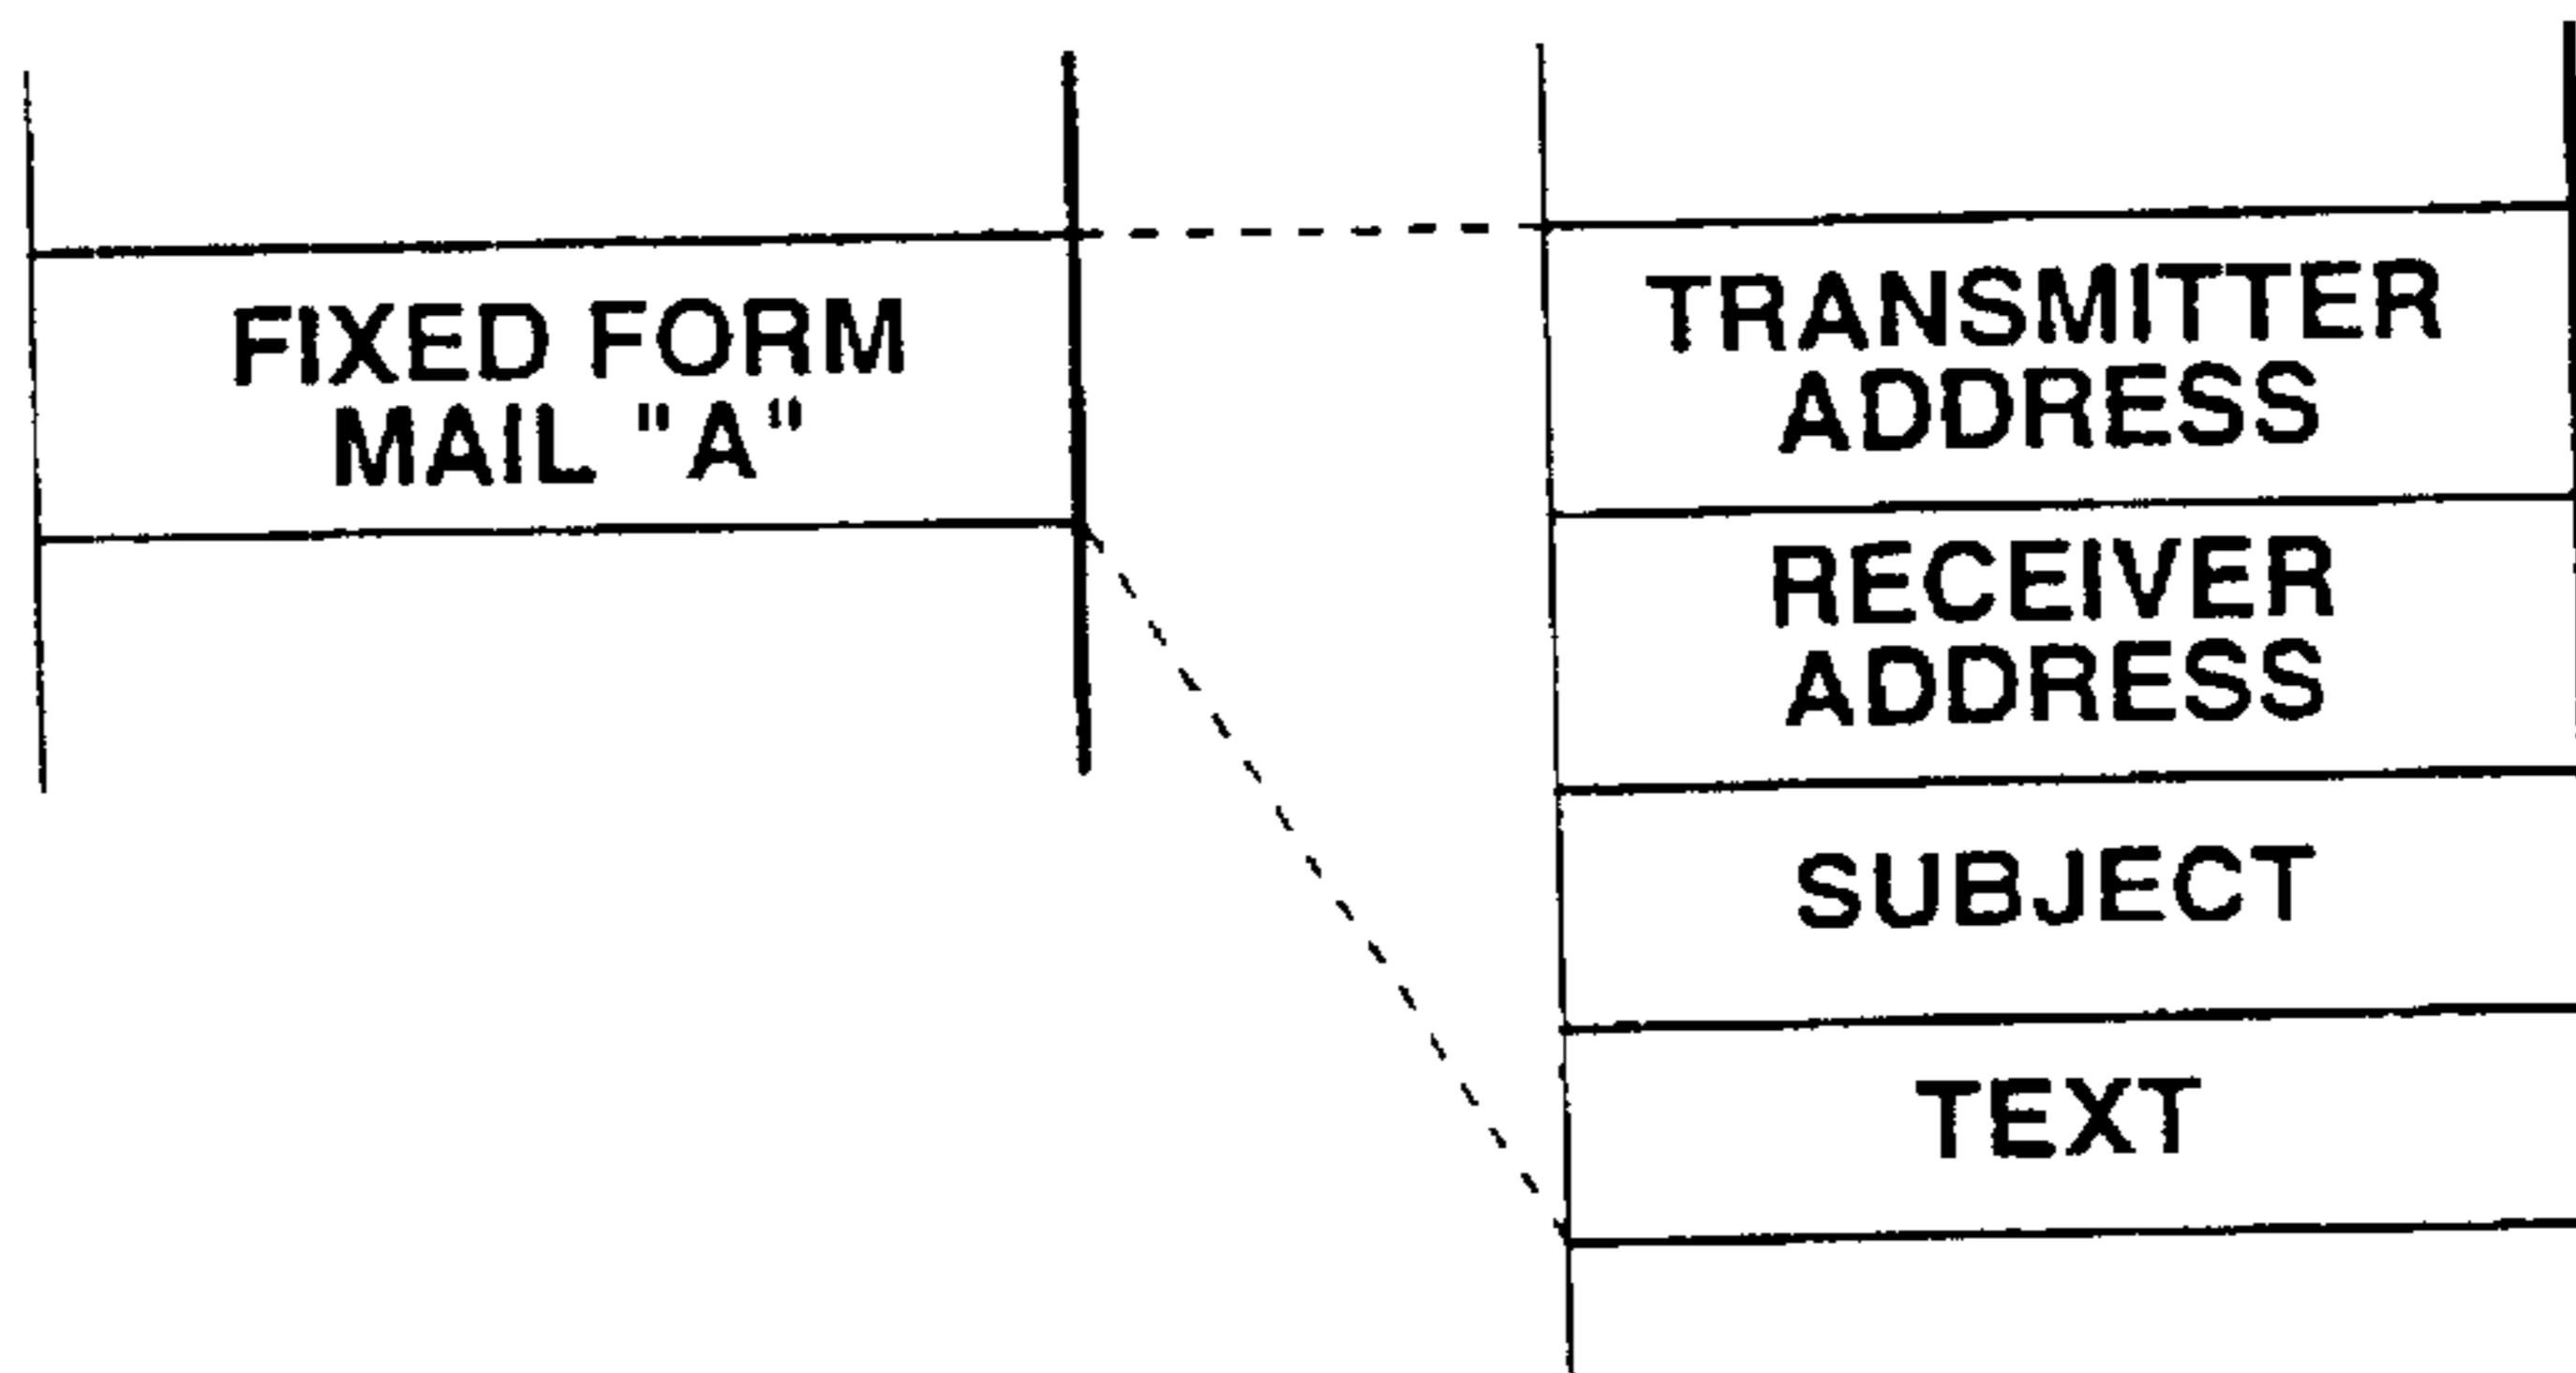 FIXED FORM
MAIL "A"
TRANSMITTER
ADDRESS
RECEIVER
ADDRESS
SUBJECT
TEXT